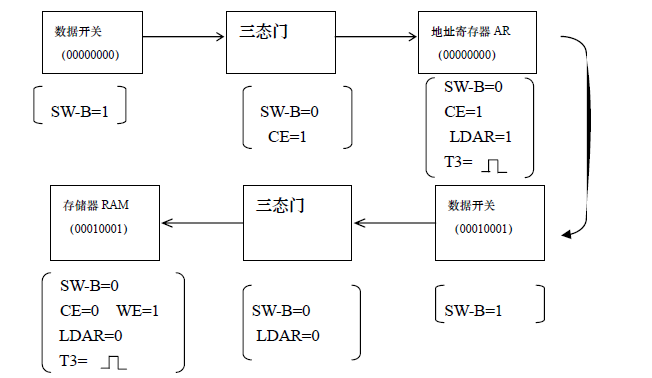 数据开关
(00000000)
三态门
地址寄存器 AR
(00000000)
SW-B=1
SW-B=0
CE=1
SW-B=0
CE=1
LDAR=1
T3=
存储器 RAM
(00010001)
三态门
数据开关
(00010001)
SW-B=0
CE=0 WE=1
LDAR=0
T3=
SW-B=0
LDAR=0
SW-B=1